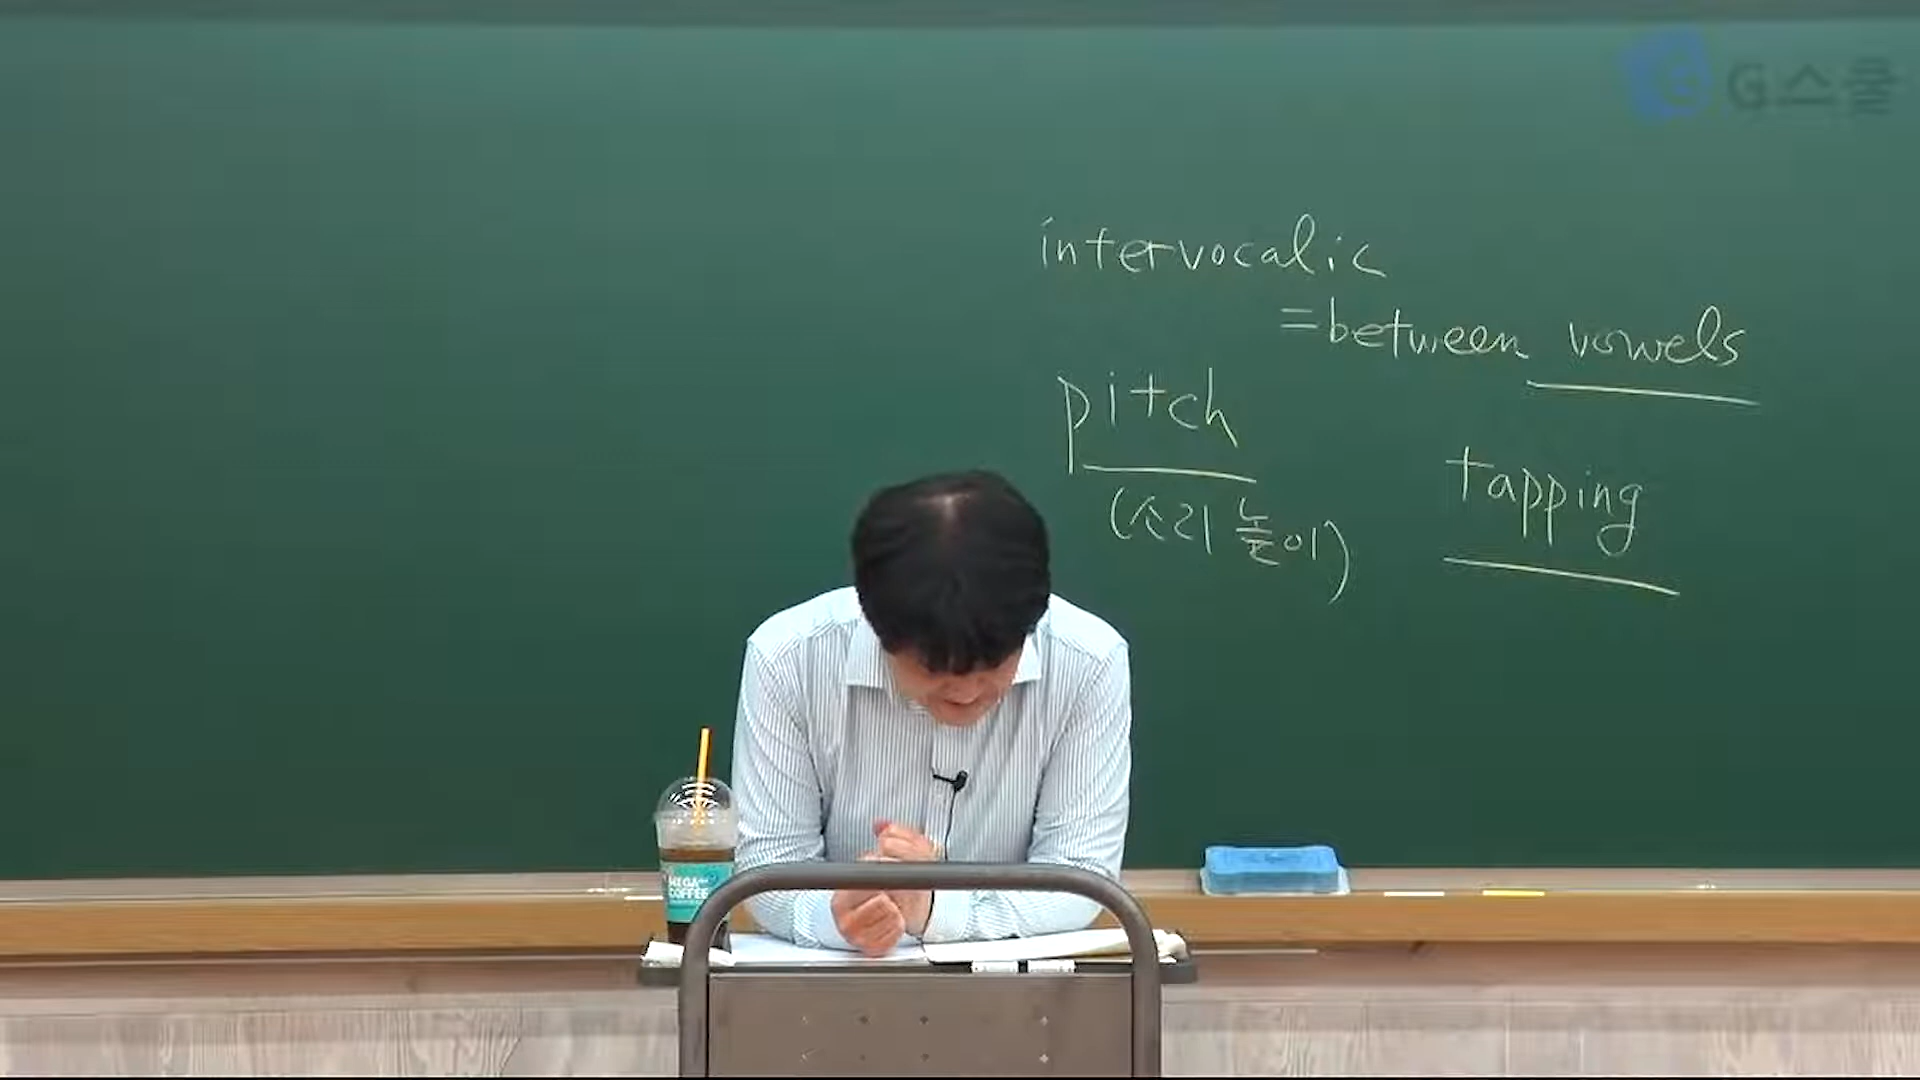 G스쿨
intervocalic
=between vowels
pitch
(소리 높이)
tapping
MEGA
COFFEE